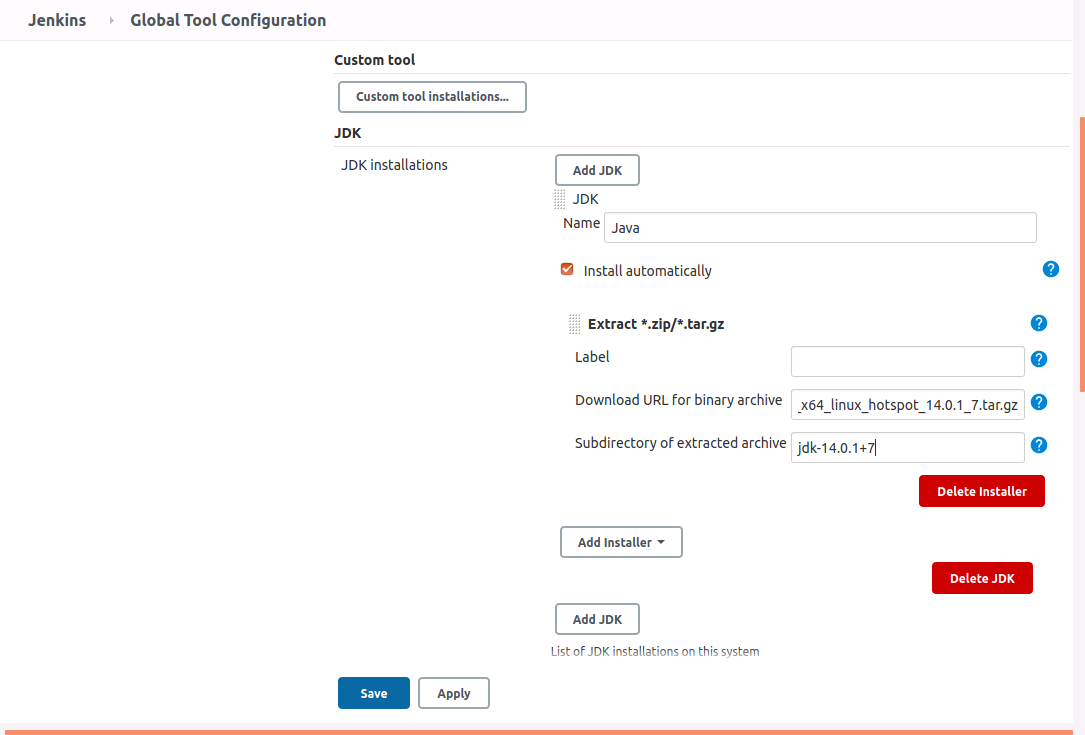 Jenkins › Global Tool Configuration
Custom tool
Custom tool installations...
JDK
JDK installations
Add JDK
JDK
Name Java
Install automatically ?
Extract *.zip/*.tar.gz ?
Label ?
Download URL for binary archive _x64_linux_hotspot_14.0.1_7.tar.gz ?
Subdirectory of extracted archive jdk-14.0.1+7 ?
Delete Installer
Add Installer
Delete JDK
Add JDK
List of JDK installations on this system
Save Apply